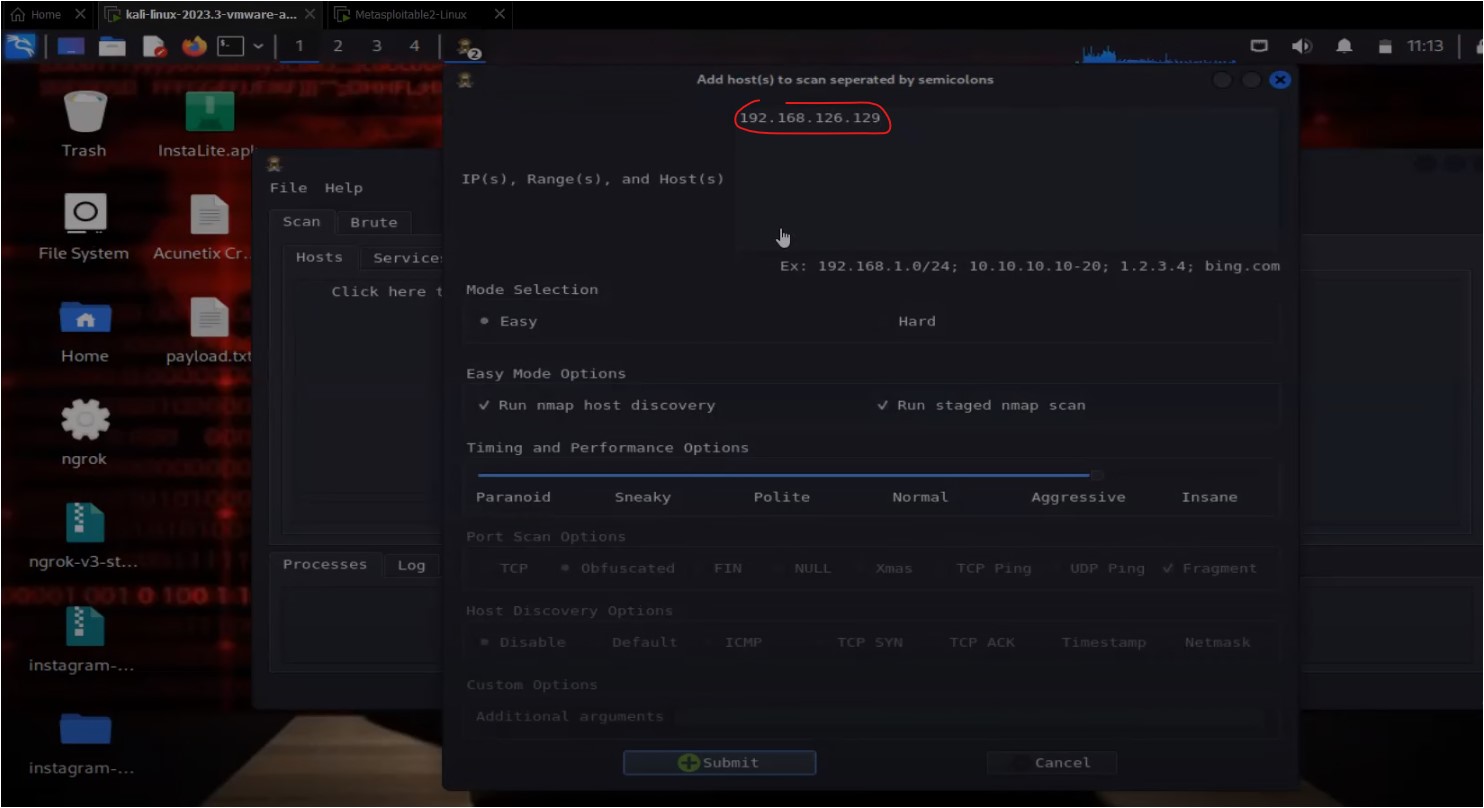 Home
kali-linux-2023.3-vmware-a...
Metasploitable2-Linux
1 2 3 4
2
11:13
Add host(s) to scan seperated by semicolons
192.168.126.129
IP(s), Range(s), and Host(s)
Ex: 192.168.1.0/24; 10.10.10.10-20; 1.2.3.4; bing.com
Mode Selection
Easy Hard
Easy Mode Options
Run nmap host discovery Run staged nmap scan
Timing and Performance Options
Paranoid Sneaky Polite Normal Aggressive Insane
Port Scan Options
TCP Obfuscated FIN NULL Xmas TCP Ping UDP Ping Fragment
Host Discovery Options
Disable Default ICMP TCP SYN TCP ACK Timestamp Netmask
Custom Options
Additional arguments
Submit Cancel
File Help
Scan Brute
Hosts Services
Click here t
Processes Log
Trash
InstaLite.apk
File System
Acunetix Cr...
Home
payload.txt
ngrok
ngrok-v3-st...
instagram-...
instagram-...